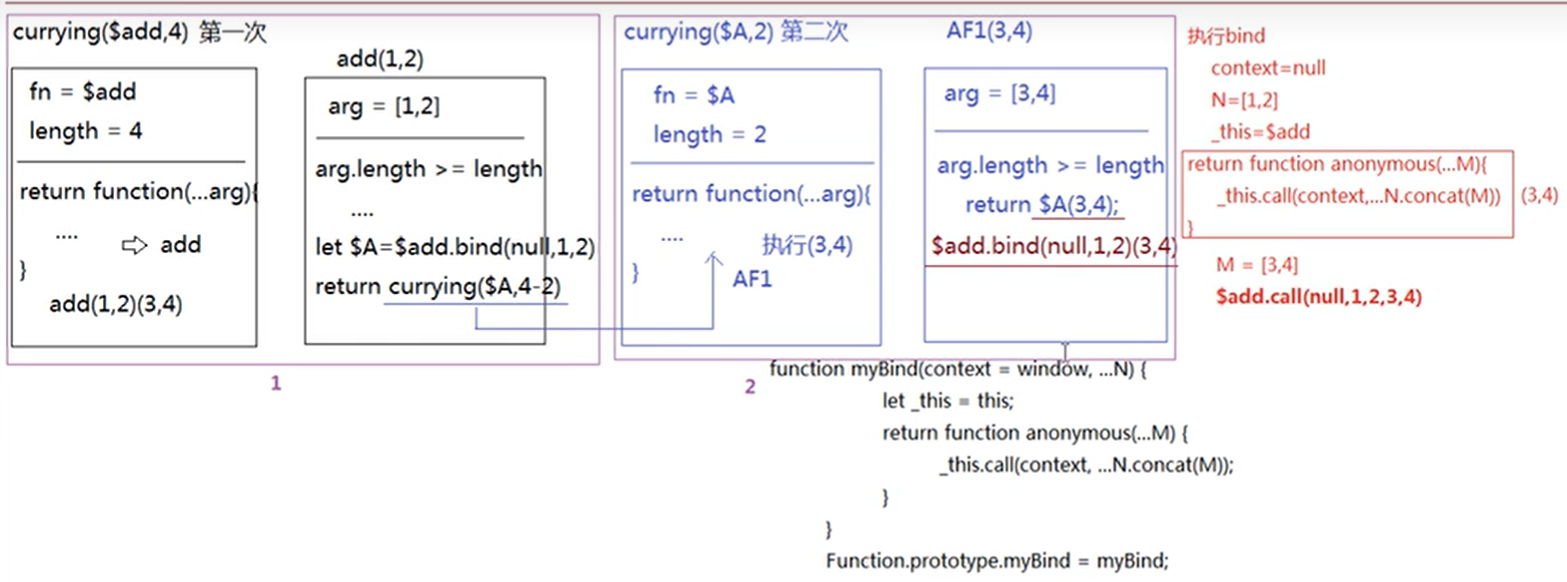 currying($add,4) 第一次
fn = $add
length = 4
return function(...arg){
....
add
}
add(1,2)(3,4)
add(1,2)
arg = [1,2]
arg.length >= length
....
let $A=$add.bind(null,1,2)
return currying($A,4-2)
1
currying($A,2) 第二次
fn = $A
length = 2
return function(...arg){
....
执行(3,4)
}
AF1
AF1(3,4)
arg = [3,4]
arg.length >= length
return $A(3,4);
$add.bind(null,1,2)(3,4)
2
执行bind
context=null
N=[1,2]
_this=$add
return function anonymous(...M){
_this.call(context,...N.concat(M))
}
(3,4)
M = [3,4]
$add.call(null,1,2,3,4)
function myBind(context = window, ...N) {
let _this = this;
return function anonymous(...M) {
_this.call(context, ...N.concat(M));
}
}
Function.prototype.myBind = myBind;